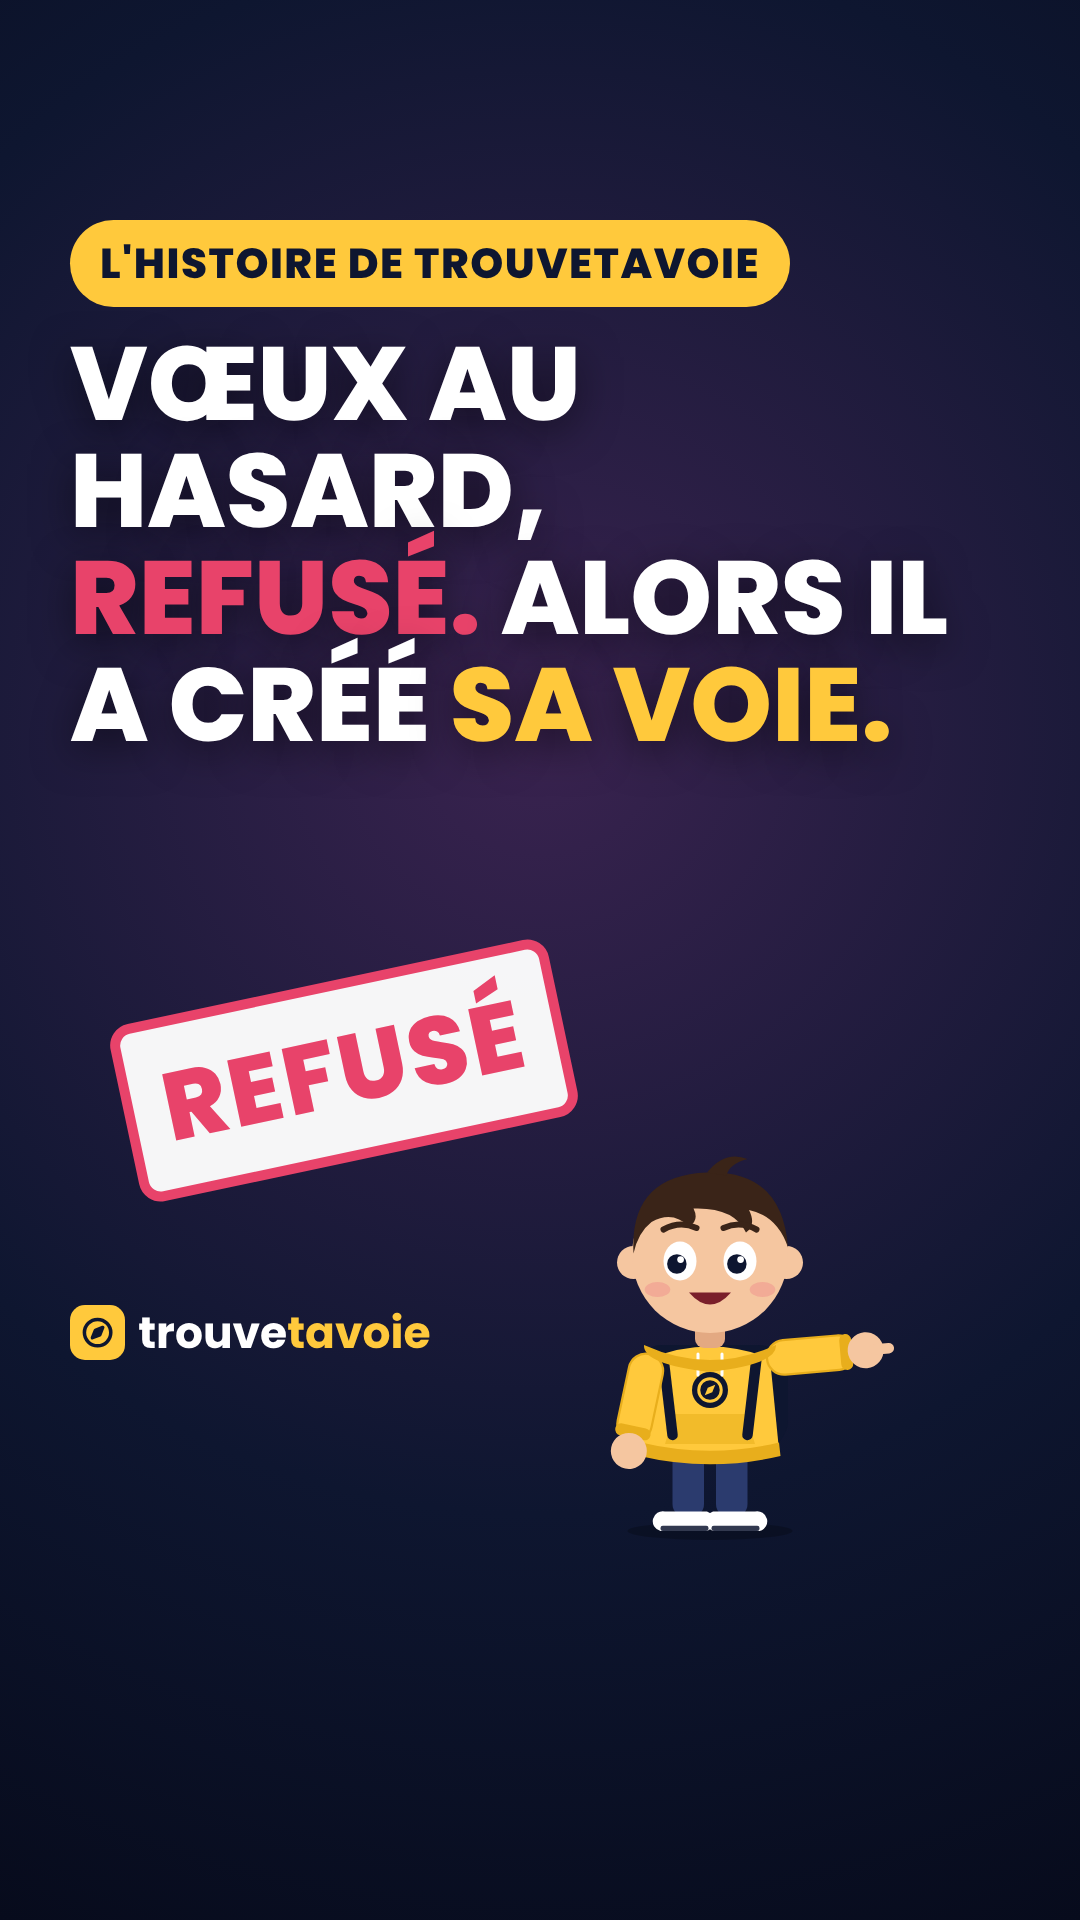 L'HISTOIRE DE TROUVETAVOIE
VŒUX AU
HASARD,
REFUSÉ. ALORS IL
A CRÉÉ SA VOIE.
REFUSÉ
trouvetavoie